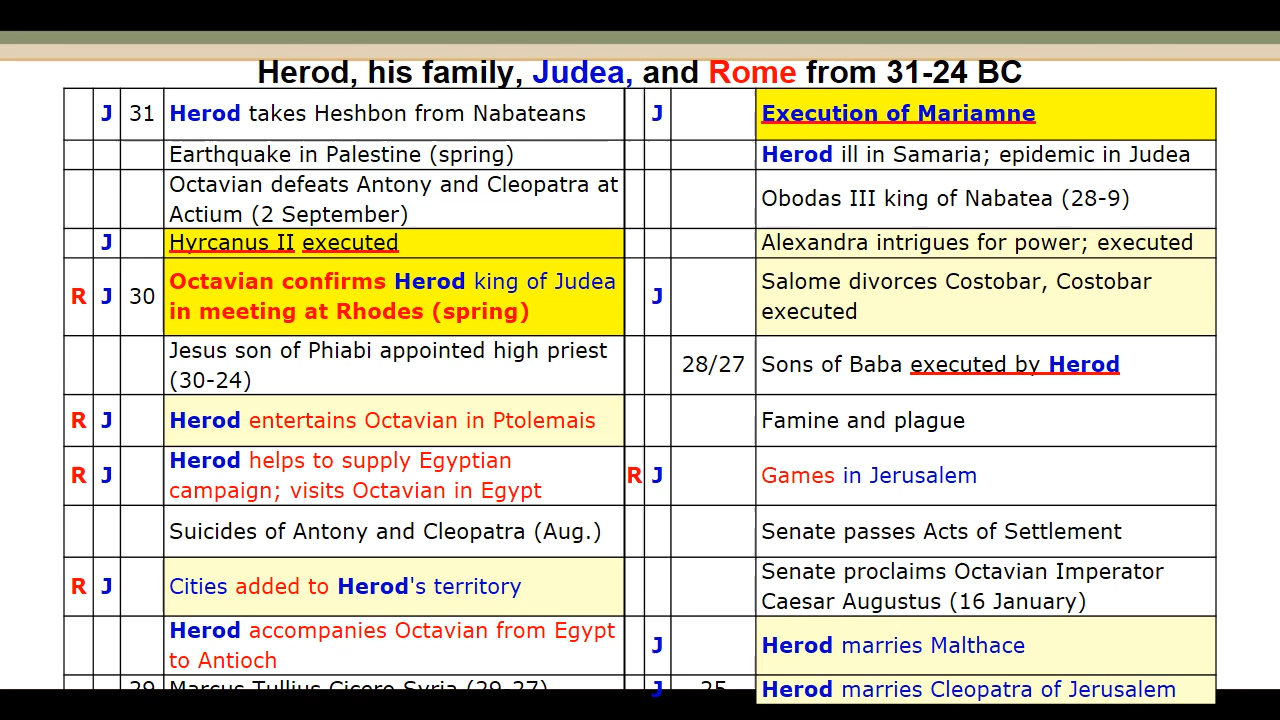 Herod, his family, Judea, and Rome from 31-24 BC
J 31 Herod takes Heshbon from Nabateans
Earthquake in Palestine (spring)
Octavian defeats Antony and Cleopatra at
Actium (2 September)
J Hyrcanus II executed
R J 30 Octavian confirms Herod king of Judea
in meeting at Rhodes (spring)
Jesus son of Phiabi appointed high priest
(30-24)
R J Herod entertains Octavian in Ptolemais
R J Herod helps to supply Egyptian
campaign; visits Octavian in Egypt
Suicides of Antony and Cleopatra (Aug.)
R J Cities added to Herod's territory
Herod accompanies Octavian from Egypt
to Antioch
29 Marcus Tullius Cicero Syria (29-27)
J Execution of Mariamne
Herod ill in Samaria; epidemic in Judea
Obodas III king of Nabatea (28-9)
Alexandra intrigues for power; executed
J Salome divorces Costobar, Costobar
executed
28/27 Sons of Baba executed by Herod
Famine and plague
R J Games in Jerusalem
Senate passes Acts of Settlement
Senate proclaims Octavian Imperator
Caesar Augustus (16 January)
J Herod marries Malthace
J 25 Herod marries Cleopatra of Jerusalem